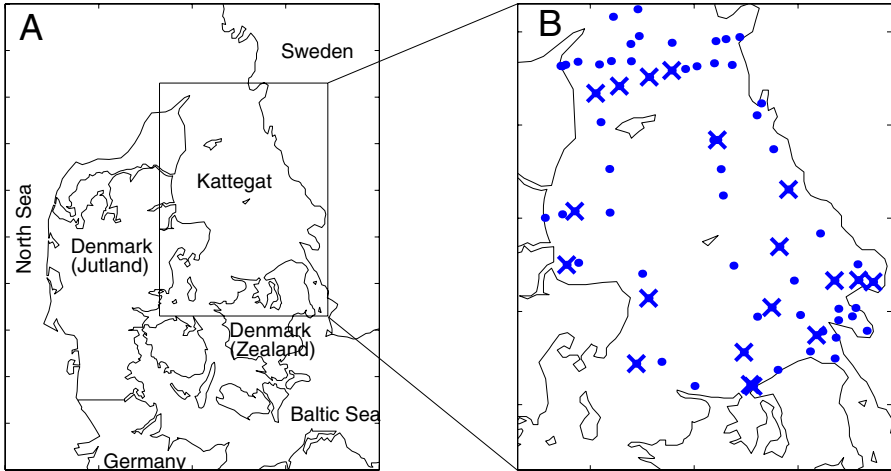 A
Sweden
Kattegat
North Sea
Denmark
(Jutland)
Denmark
(Zealand)
Baltic Sea
Germany
B